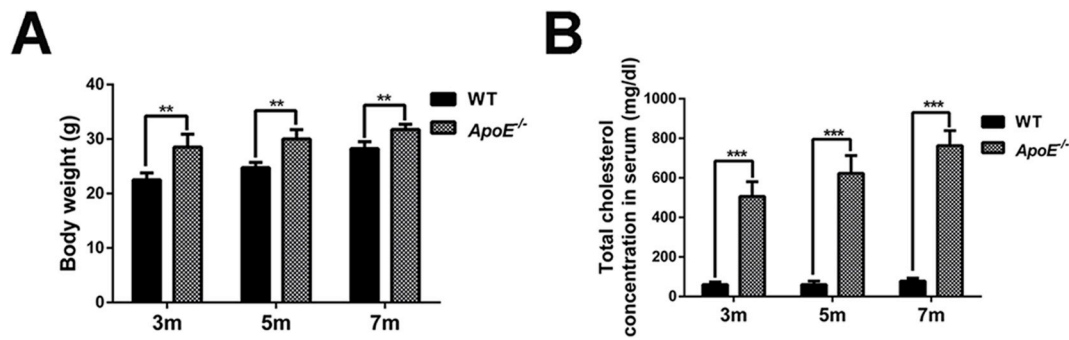 A
Body weight (g)
40
30
20
10
0
**
**
**
WT
ApoE-/-
3m
5m
7m
B
Total cholesterol
concentration in serum (mg/dl)
1000
800
600
400
200
0
***
***
***
WT
ApoE-/-
3m
5m
7m